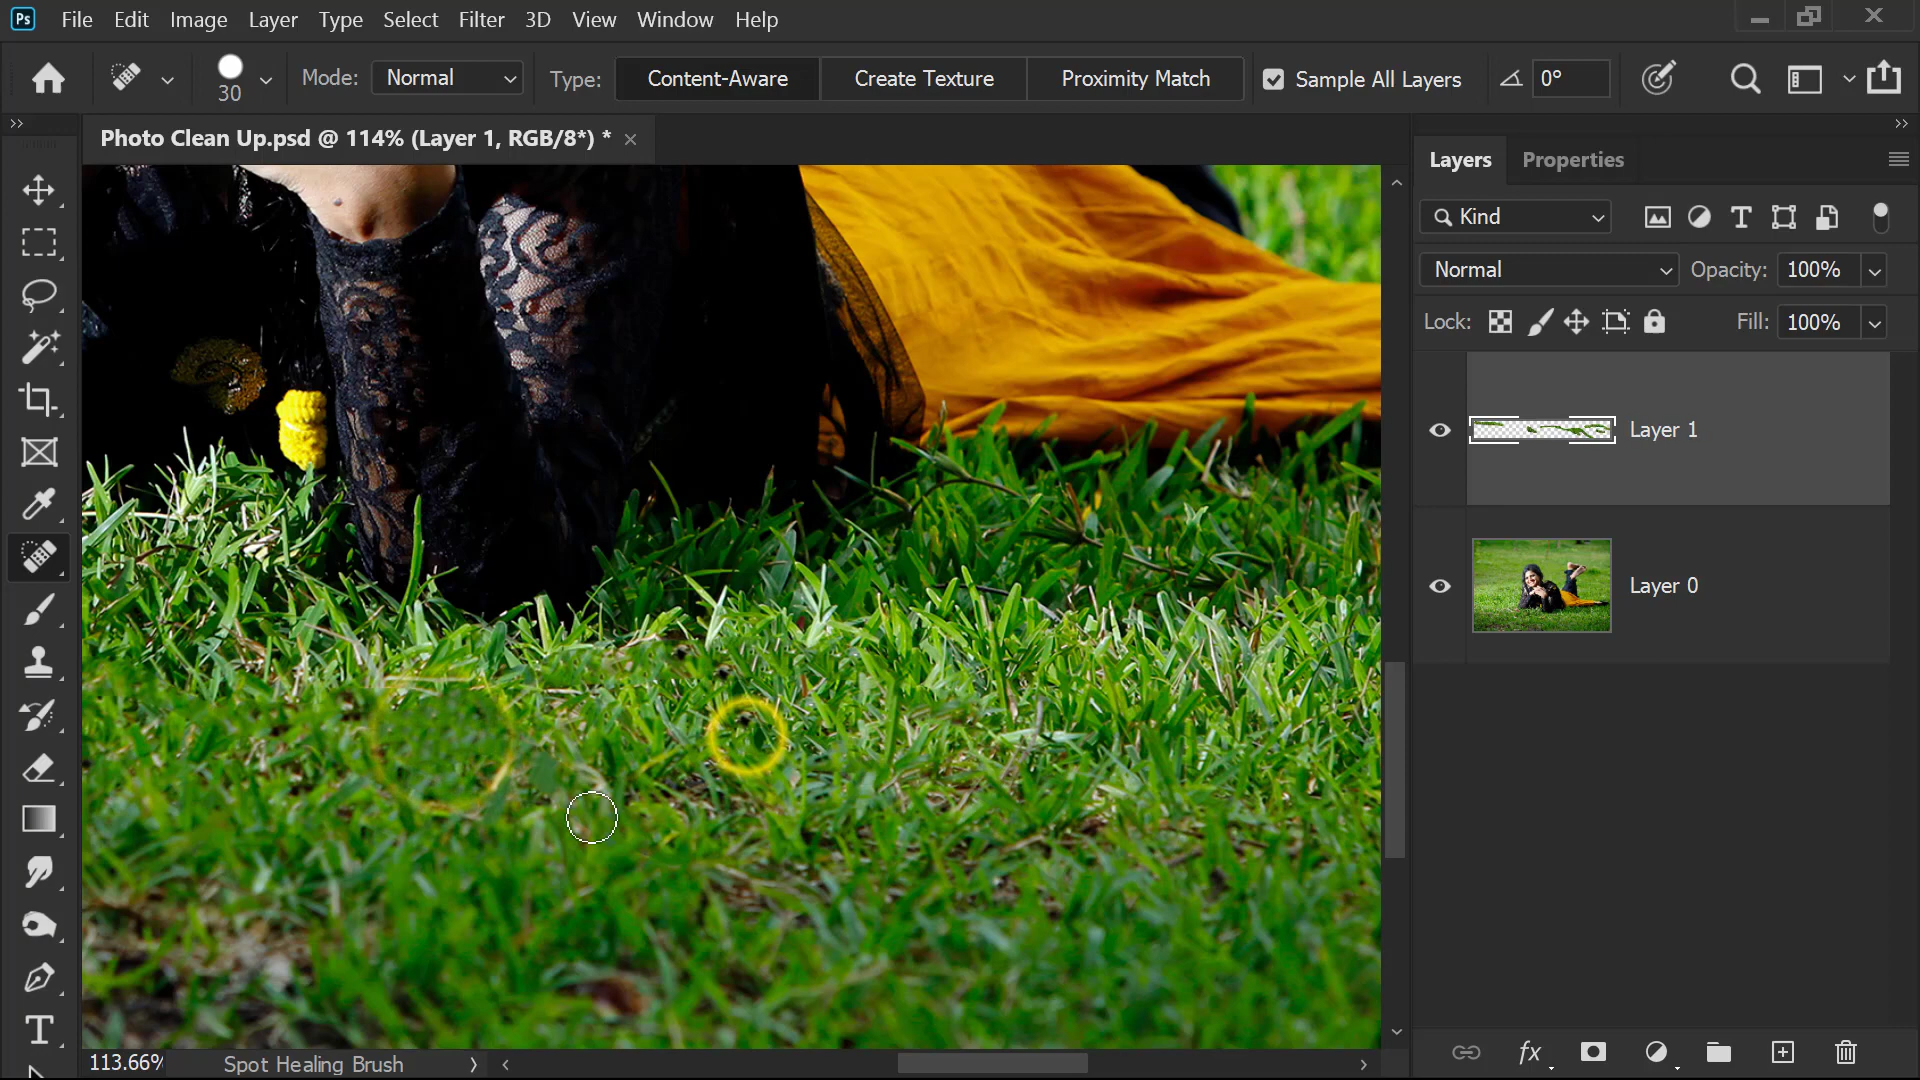 Ps File Edit Image Layer Type Select Filter 3D View Window Help
30 Mode: Normal Type: Content-Aware Create Texture Proximity Match Sample All Layers 0°
Photo Clean Up.psd @ 114% (Layer 1, RGB/8*) *
Layers Properties
Kind
Normal Opacity: 100%
Lock: Fill: 100%
Layer 1
Layer 0
113.66% Spot Healing Brush
fx